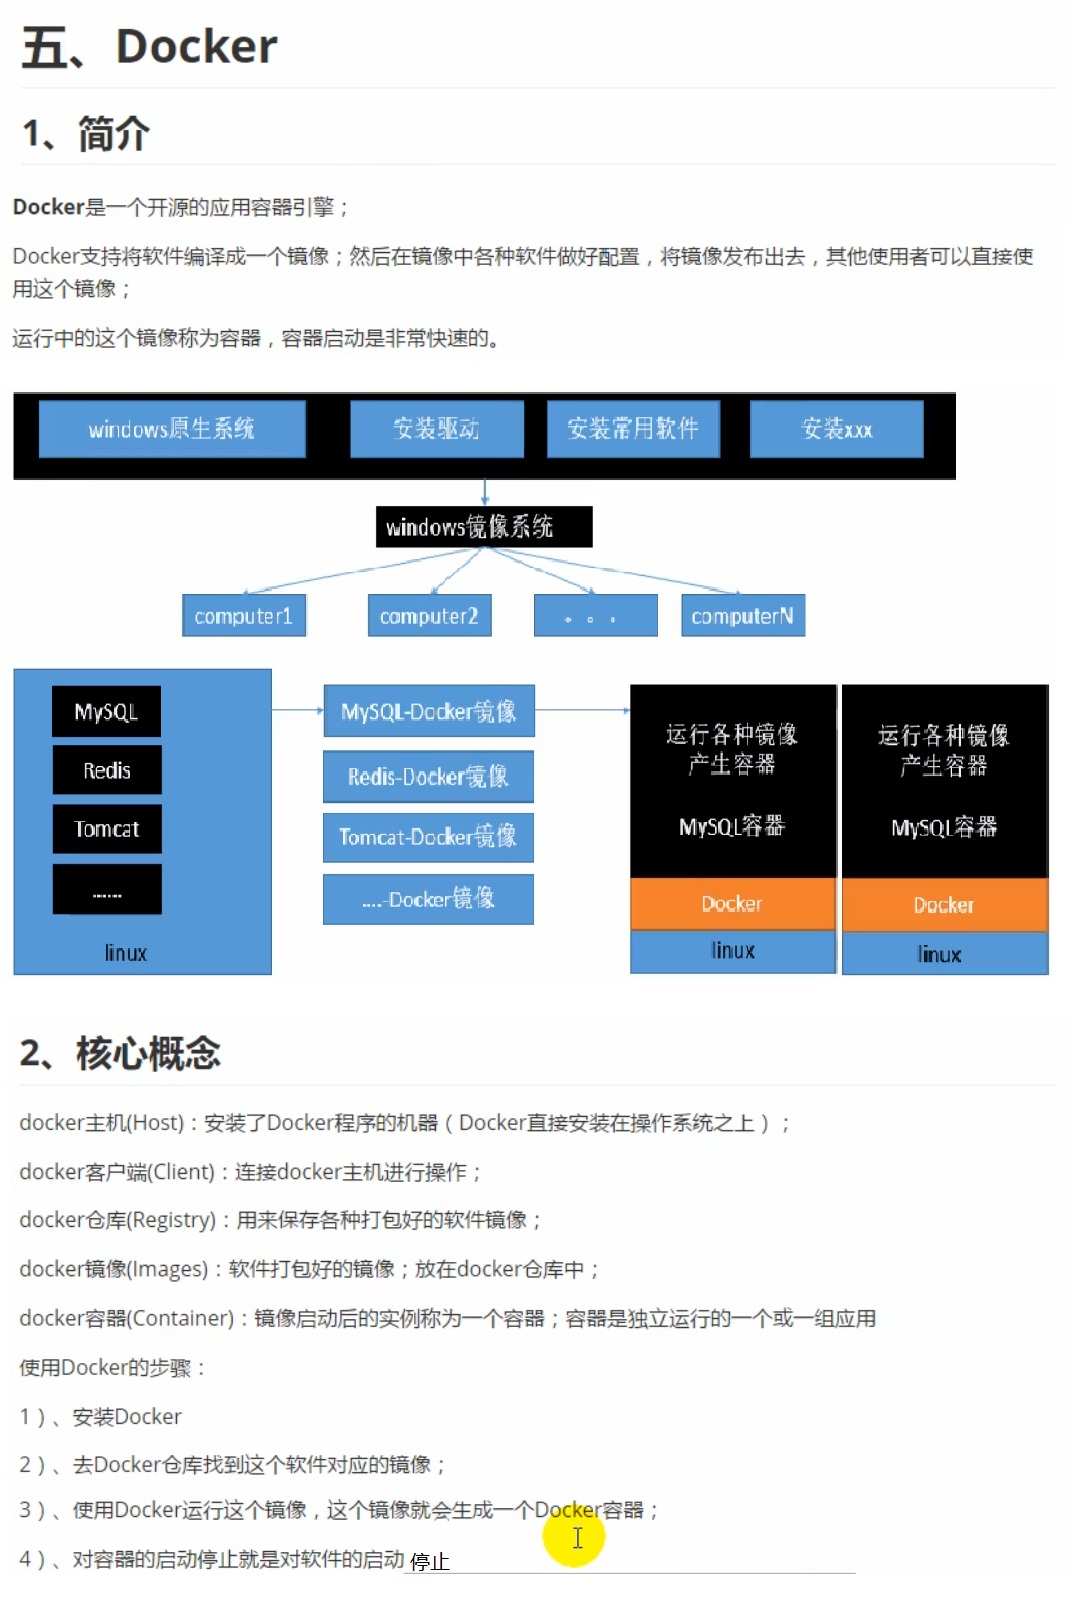 五、Docker
1、简介
Docker是一个开源的应用容器引擎；
Docker支持将软件编译成一个镜像；然后在镜像中各种软件做好配置，将镜像发布出去，其他使用者可以直接使
用这个镜像；
运行中的这个镜像称为容器，容器启动是非常快速的。
windows原生系统 安装驱动 安装常用软件 安装xxx
windows镜像系统
computer1 computer2 。。. computerN
MySQL
Redis
Tomcat
......
linux
MySQL-Docker镜像
Redis-Docker镜像
Tomcat-Docker镜像
....-Docker镜像
运行各种镜像
产生容器
MySQL容器
Docker
linux
运行各种镜像
产生容器
MySQL容器
Docker
linux
2、核心概念
docker主机(Host)：安装了Docker程序的机器（Docker直接安装在操作系统之上）；
docker客户端(Client)：连接docker主机进行操作；
docker仓库(Registry)：用来保存各种打包好的软件镜像；
docker镜像(Images)：软件打包好的镜像；放在docker仓库中；
docker容器(Container)：镜像启动后的实例称为一个容器；容器是独立运行的一个或一组应用
使用Docker的步骤：
1）、安装Docker
2）、去Docker仓库找到这个软件对应的镜像；
3）、使用Docker运行这个镜像，这个镜像就会生成一个Docker容器；
4）、对容器的启动停止就是对软件的启动 停止